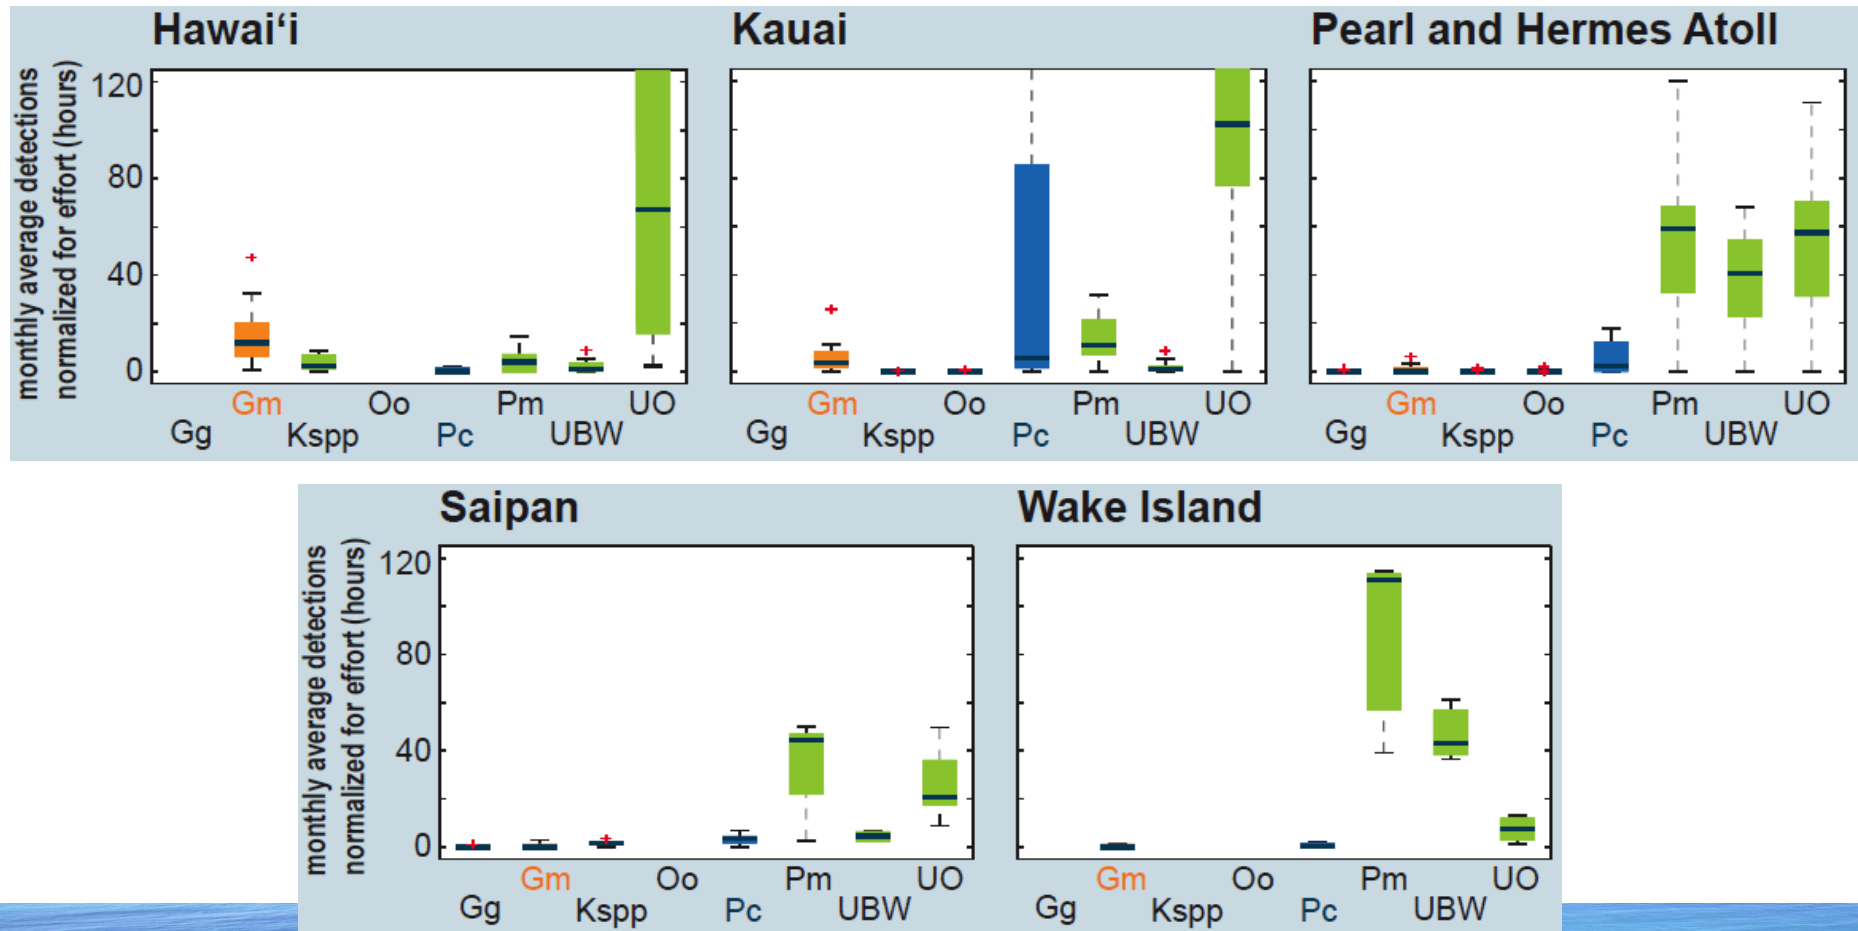 Hawai‘i
Kauai
Pearl and Hermes Atoll
monthly average detections
normalized for effort (hours)
120
80
40
0
Gm Oo Pm UO
Gg Kspp Pc UBW
Gm Oo Pm UO
Gg Kspp Pc UBW
Gm Oo Pm UO
Gg Kspp Pc UBW
Saipan
Wake Island
monthly average detections
normalized for effort (hours)
120
80
40
0
Gm Oo Pm UO
Gg Kspp Pc UBW
Gm Oo Pm UO
Gg Kspp Pc UBW